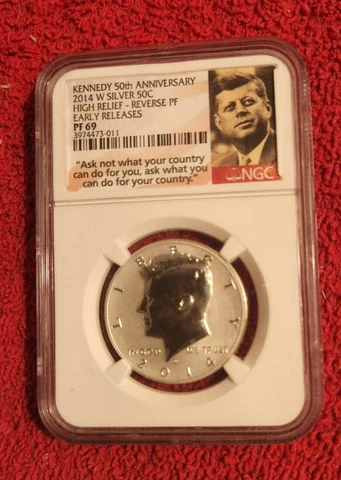 KENNEDY 50th ANNIVERSARY
2014 W SILVER 50C
HIGH RELIEF - REVERSE PF
EARLY RELEASES
PF 69
3974473-011
"Ask not what your country
can do for you, ask what you
can do for your country."
NGC
LIBERTY
IN GOD WE TRUST
2014